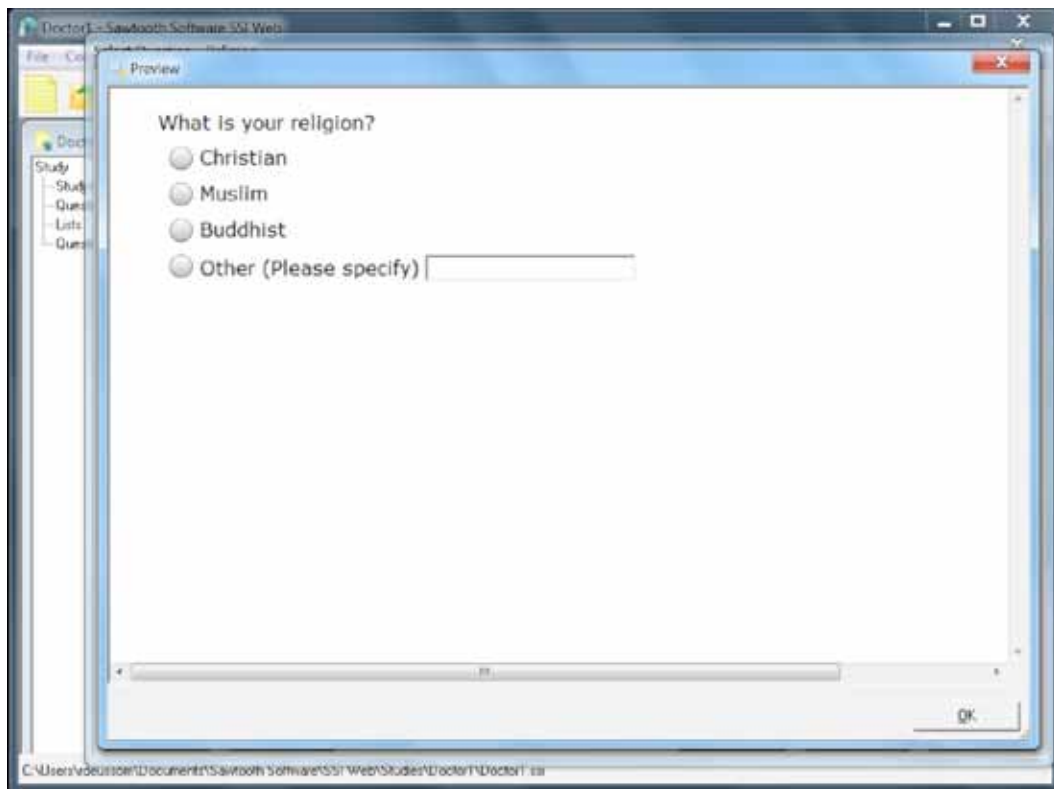 Doctor1 - Sawtooth Software SSI Web
File
Preview
What is your religion?
Christian
Muslim
Buddhist
Other (Please specify)
Study
Lists
OK